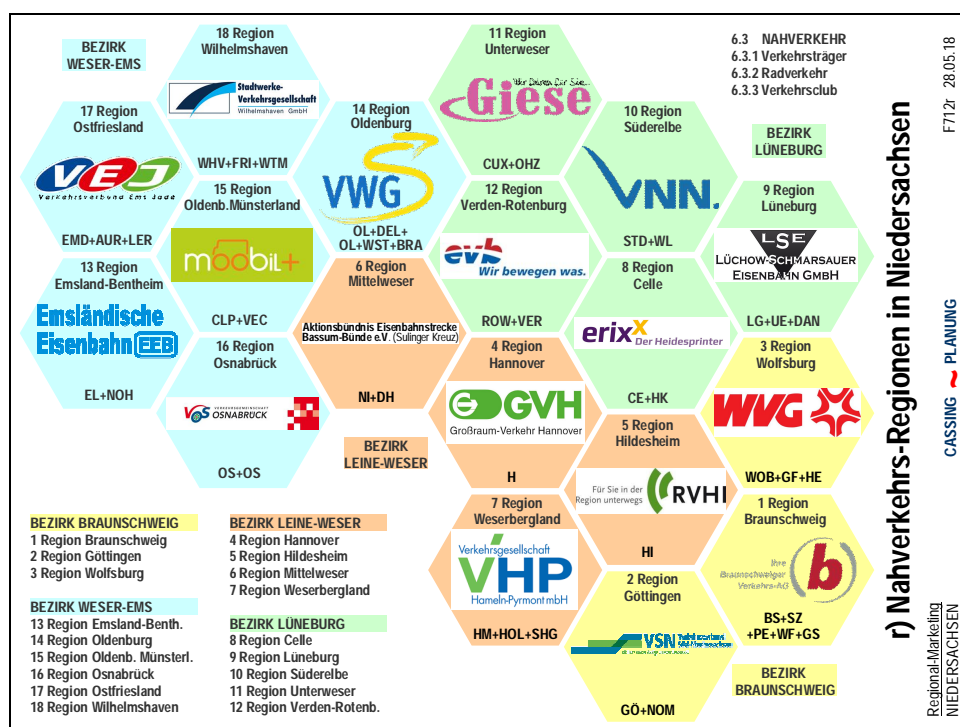 BEZIRK
WESER-EMS
18 Region
Wilhelmshaven
Stadtwerke-
Verkehrsgesellschaft
Wilhelmshaven GmbH
WHV+FRI+WTM
11 Region
Unterweser
Wir fahren für Sie...
Giese
CUX+OHZ
6.3 NAHVERKEHR
6.3.1 Verkehrsträger
6.3.2 Radverkehr
6.3.3 Verkehrsclub
17 Region
Ostfriesland
VEJ
Verkehrsverbund Ems Jade
EMD+AUR+LER
14 Region
Oldenburg
VWG
OL+DEL+
OL+WST+BRA
10 Region
Süderelbe
VNN.
STD+WL
BEZIRK
LÜNEBURG
15 Region
Oldenb.Münsterland
moobil+
CLP+VEC
12 Region
Verden-Rotenburg
evb
Wir bewegen was.
ROW+VER
9 Region
Lüneburg
LSE
LÜCHOW-SCHMARSAUER
EISENBAHN GMBH
LG+UE+DAN
13 Region
Emsland-Bentheim
Emsländische
Eisenbahn EEB
EL+NOH
6 Region
Mittelweser
Aktionsbündnis Eisenbahnstrecke
Bassum-Bünde e.V. (Sulinger Kreuz)
NI+DH
8 Region
Celle
erixx
Der Heidesprinter
CE+HK
16 Region
Osnabrück
VOS VERKEHRSGEMEINSCHAFT
OSNABRÜCK
OS+OS
4 Region
Hannover
GVH
Großraum-Verkehr Hannover
H
3 Region
Wolfsburg
WVG
WOB+GF+HE
BEZIRK
LEINE-WESER
5 Region
Hildesheim
Für Sie in der
Region unterwegs
RVHI
HI
7 Region
Weserbergland
Verkehrsgesellschaft
VHP
Hameln-Pyrmont mbH
HM+HOL+SHG
1 Region
Braunschweig
Ihre
Braunschweiger
Verkehrs-AG
b
BS+SZ
+PE+WF+GS
2 Region
Göttingen
VSN
GÖ+NOM
BEZIRK
BRAUNSCHWEIG
BEZIRK BRAUNSCHWEIG
1 Region Braunschweig
2 Region Göttingen
3 Region Wolfsburg
BEZIRK WESER-EMS
13 Region Emsland-Benth.
14 Region Oldenburg
15 Region Oldenb. Münsterl.
16 Region Osnabrück
17 Region Ostfriesland
18 Region Wilhelmshaven
BEZIRK LEINE-WESER
4 Region Hannover
5 Region Hildesheim
6 Region Mittelweser
7 Region Weserbergland
BEZIRK LÜNEBURG
8 Region Celle
9 Region Lüneburg
10 Region Süderelbe
11 Region Unterweser
12 Region Verden-Rotenb.
r) Nahverkehrs-Regionen in Niedersachsen
F712r 28.05.18
CASSING ~ PLANUNG
Regional-Marketing
NIEDERSACHSEN